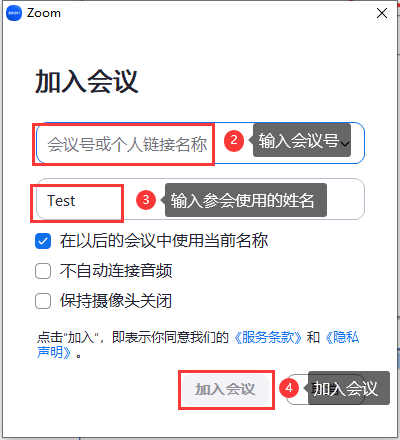 Zoom
加入会议
会议号或个人链接名称
2 输入会议号
Test
3 输入参会使用的姓名
在以后的会议中使用当前名称
不自动连接音频
保持摄像头关闭
点击“加入”，即表示你同意我们的《服务条款》和《隐私
声明》。
加入会议
4 加入会议